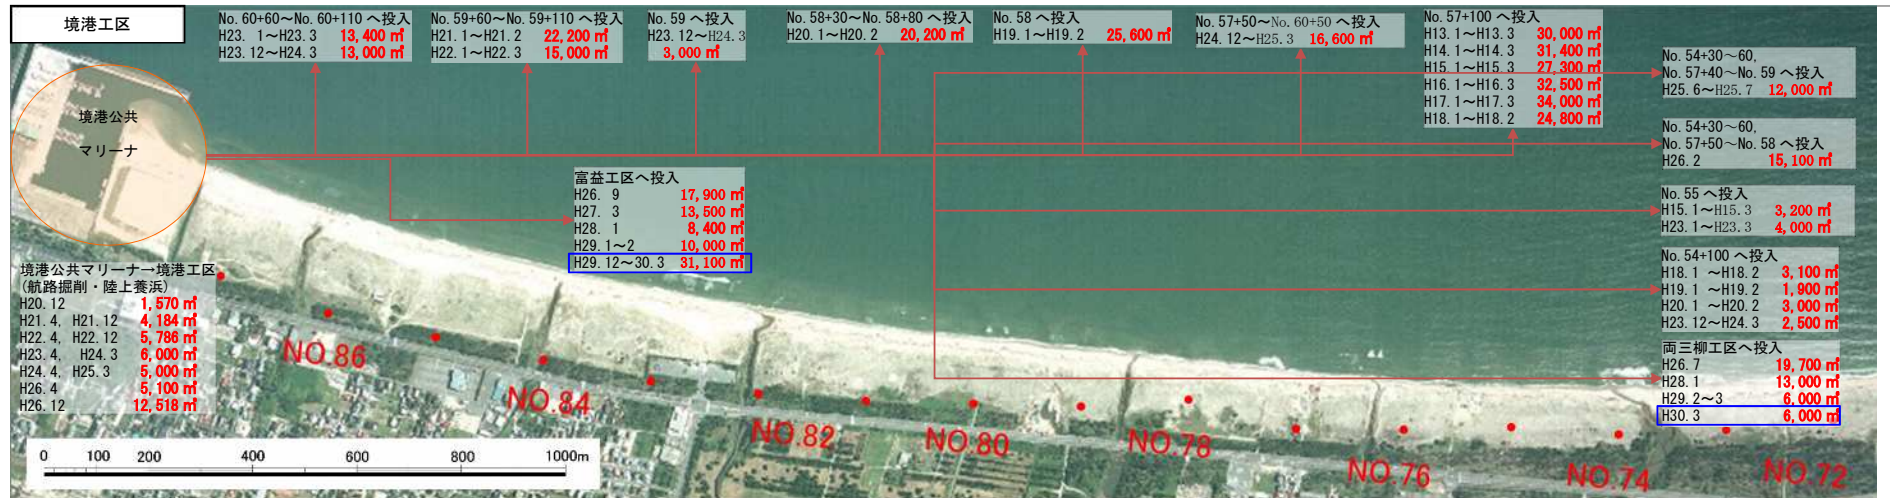 境港工区
No.60+60～No.60+110 へ投入
H23. 1～H23.3 13,400 ㎥
H23.12～H24.3 13,000 ㎥
No.59+60～No.59+110 へ投入
H21.1～H21.2 22,200 ㎥
H22.1～H22.3 15,000 ㎥
No.59 へ投入
H23.12～H24.3
3,000 ㎥
No.58+30～No.58+80 へ投入
H20.1～H20.2 20,200 ㎥
No.58 へ投入
H19.1～H19.2 25,600 ㎥
No.57+50～No.60+50 へ投入
H24.12～H25.3 16,600 ㎥
No.57+100 へ投入
H13.1～H13.3 30,000 ㎥
H14.1～H14.3 31,400 ㎥
H15.1～H15.3 27,300 ㎥
H16.1～H16.3 32,500 ㎥
H17.1～H17.3 34,000 ㎥
H18.1～H18.2 24,800 ㎥
No.54+30～60,
No.57+40～No.59 へ投入
H25.6～H25.7 12,000 ㎥
No.54+30～60,
No.57+50～No.58 へ投入
H26.2 15,100 ㎥
No.55 へ投入
H15.1～H15.3 3,200 ㎥
H23.1～H23.3 4,000 ㎥
No.54+100 へ投入
H18.1 ～H18.2 3,100 ㎥
H19.1 ～H19.2 1,900 ㎥
H20.1 ～H20.2 3,000 ㎥
H23.12～H24.3 2,500 ㎥
両三柳工区へ投入
H26.7 19,700 ㎥
H28.1 13,000 ㎥
H29.2～3 6,000 ㎥
H30.3 6,000 ㎥
境港公共
マリーナ
富益工区へ投入
H26. 9 17,900 ㎥
H27. 3 13,500 ㎥
H28. 1 8,400 ㎥
H29.1～2 10,000 ㎥
H29.12～30.3 31,100 ㎥
境港公共マリーナ→境港工区
(航路掘削・陸上養浜)
H20.12 1,570 ㎥
H21.4, H21.12 4,184 ㎥
H22.4, H22.12 5,786 ㎥
H23.4, H24.3 6,000 ㎥
H24.4, H25.3 5,000 ㎥
H26.4 5,100 ㎥
H26.12 12,518 ㎥
NO.86
NO.84
NO.82
NO.80
NO.78
NO.76
NO.74
NO.72
0 100 200 400 600 800 1000m